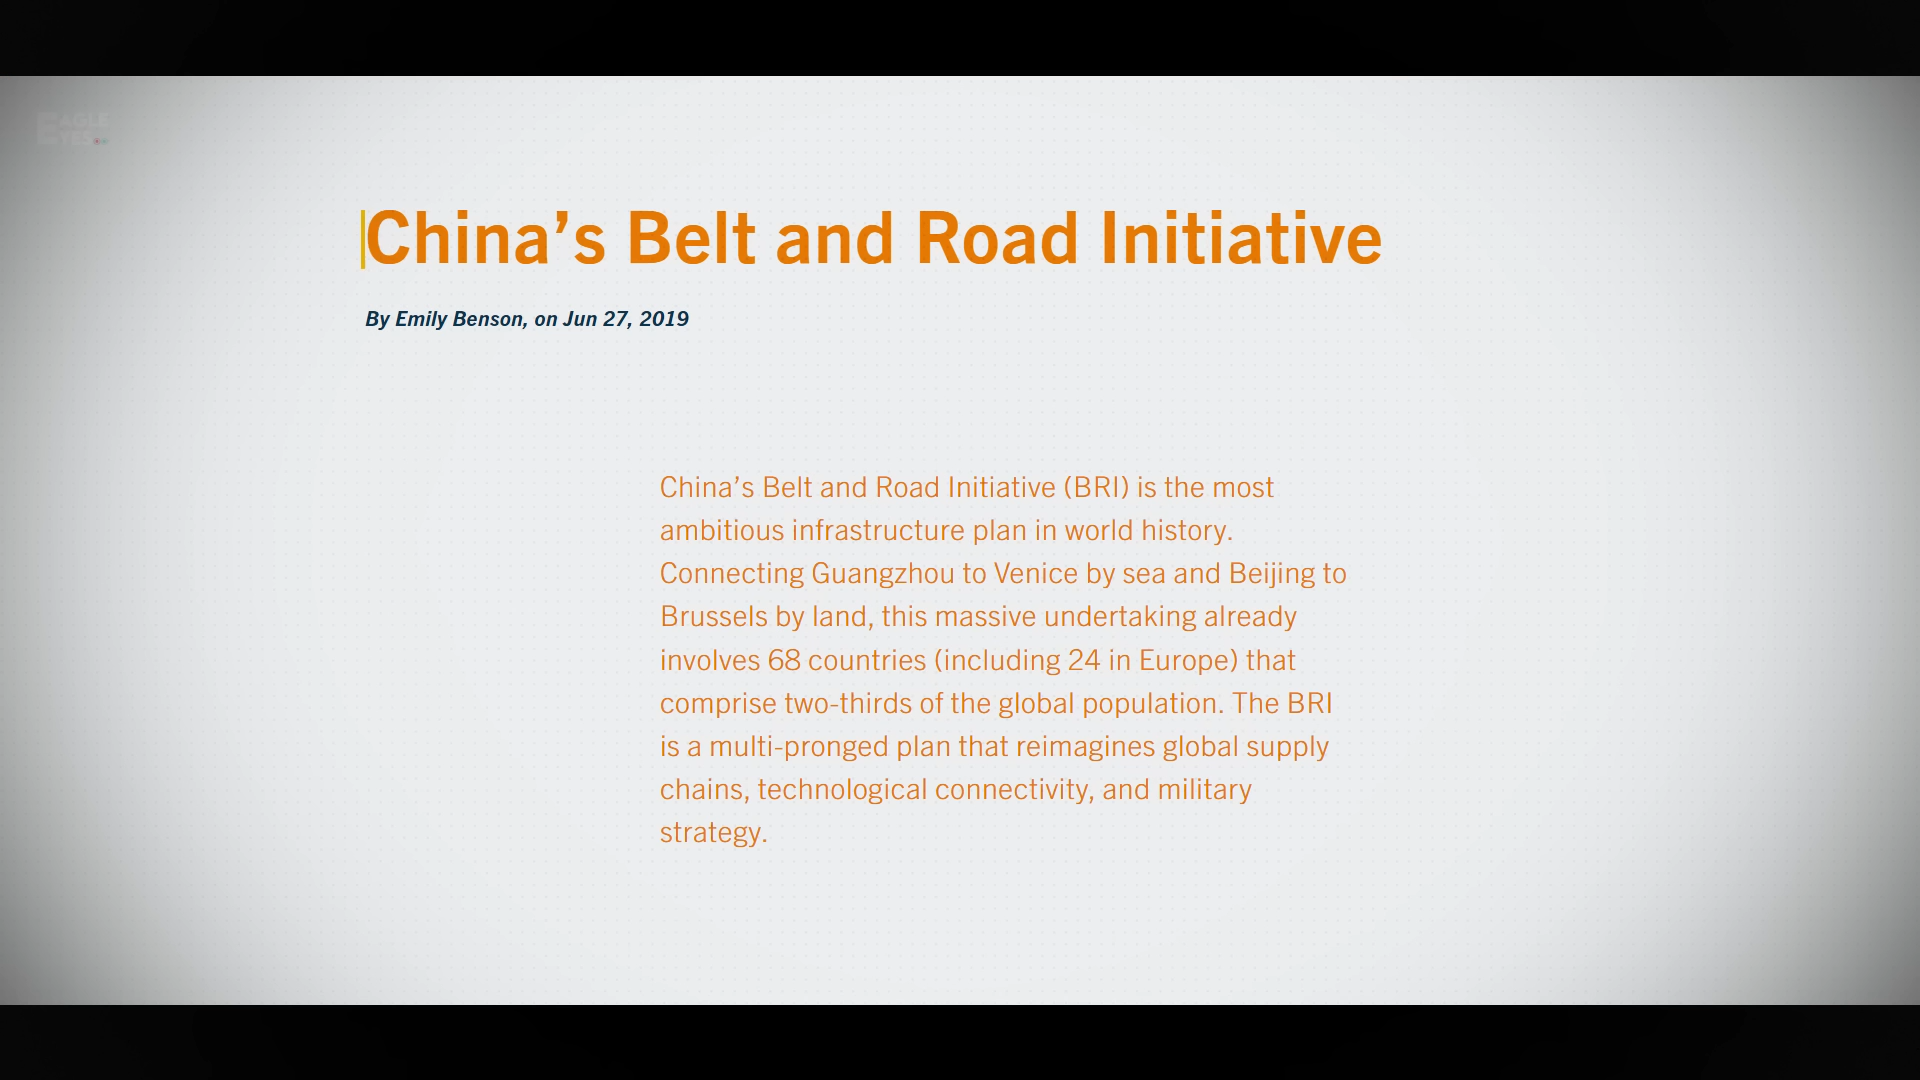 EAGLE
EYES
China’s Belt and Road Initiative
By Emily Benson, on Jun 27, 2019
China’s Belt and Road Initiative (BRI) is the most
ambitious infrastructure plan in world history.
Connecting Guangzhou to Venice by sea and Beijing to
Brussels by land, this massive undertaking already
involves 68 countries (including 24 in Europe) that
comprise two-thirds of the global population. The BRI
is a multi-pronged plan that reimagines global supply
chains, technological connectivity, and military
strategy.